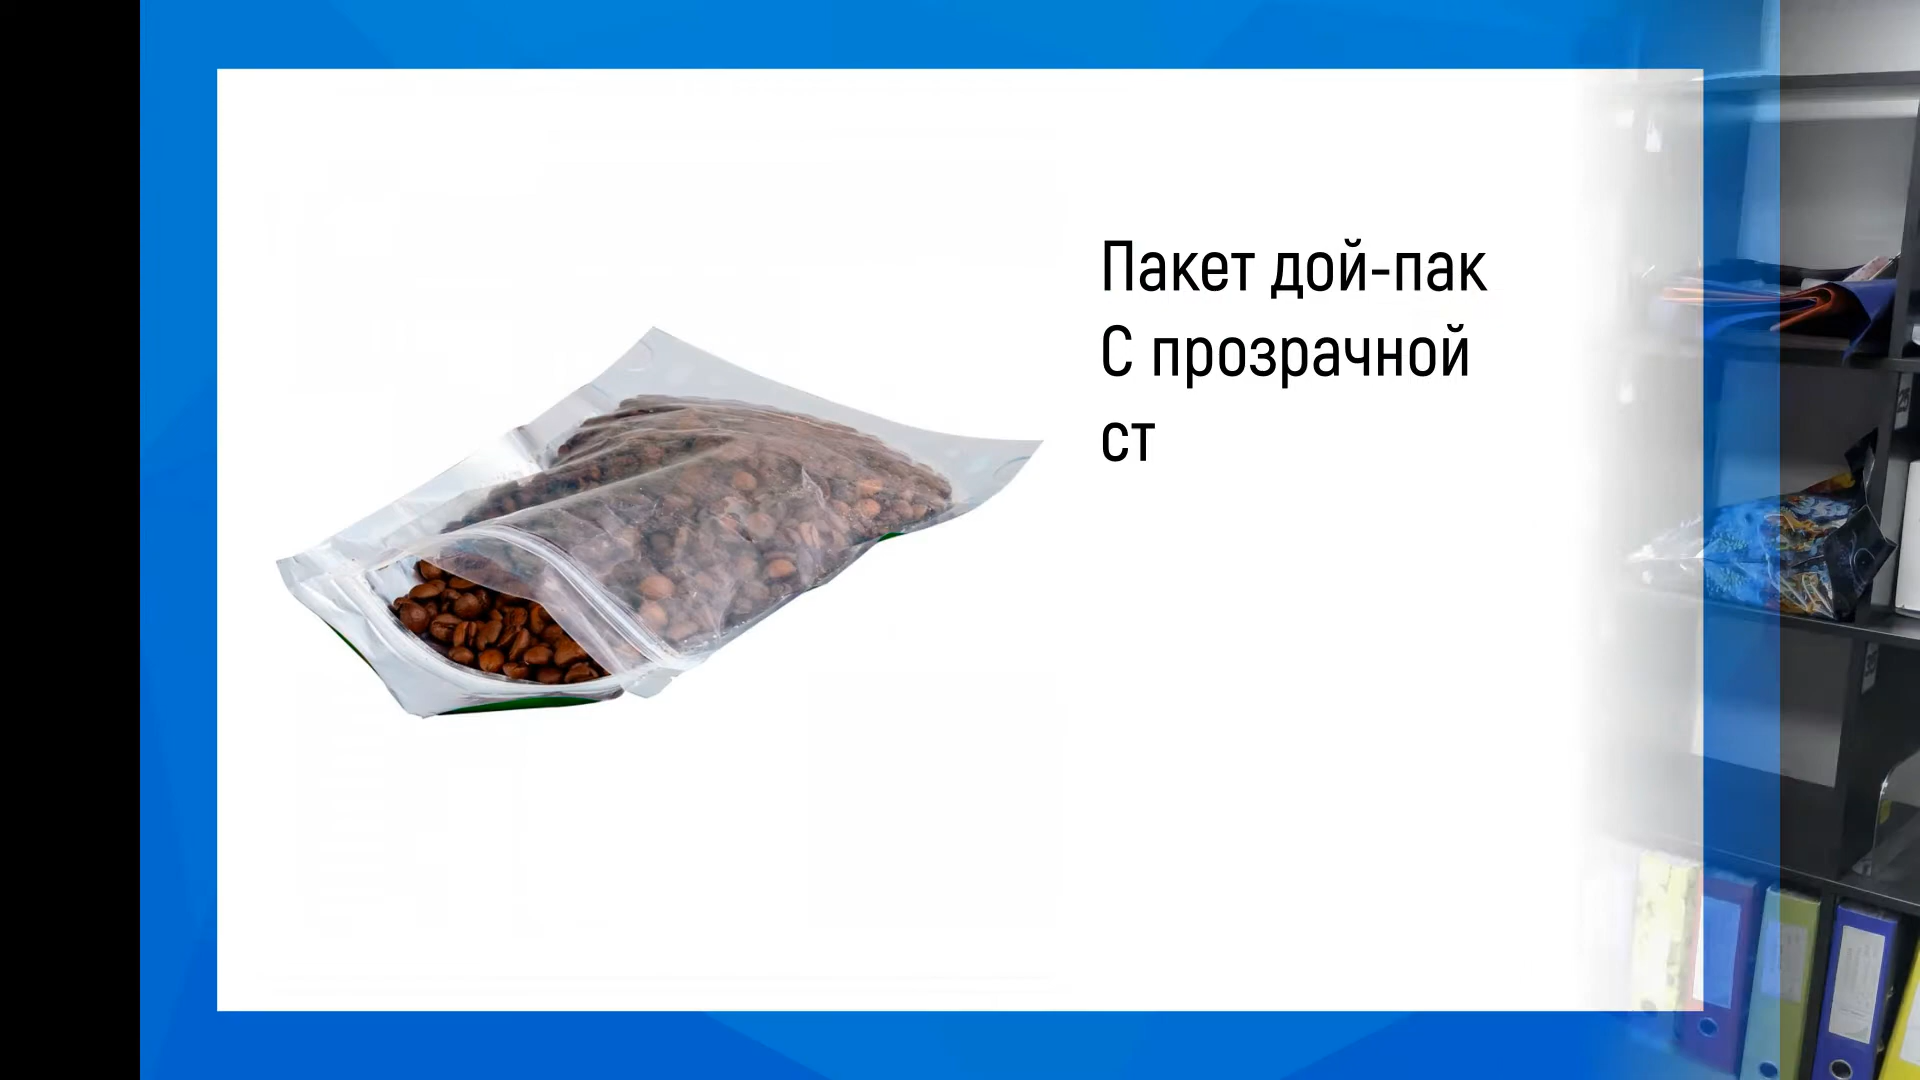 Пакет дой-пак
С прозрачной
ст